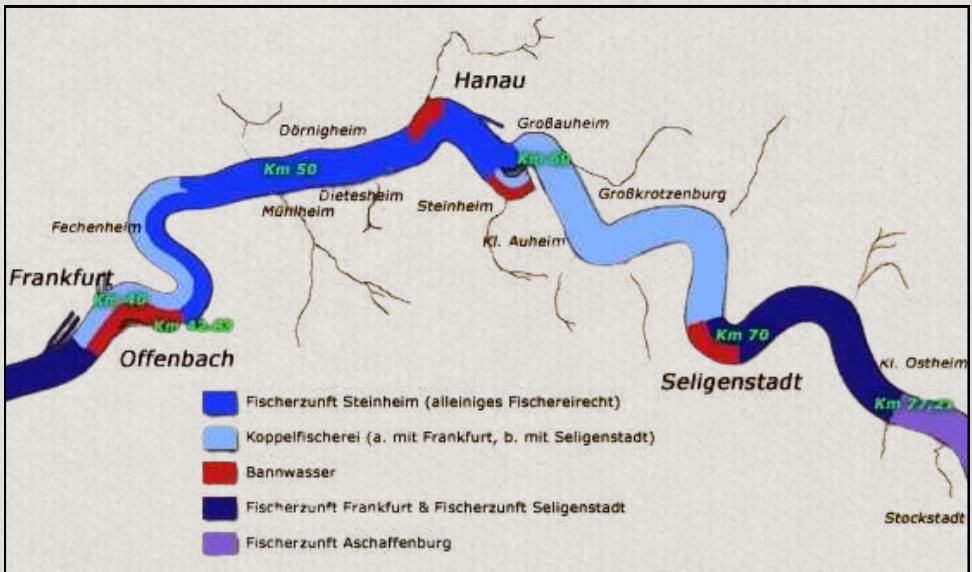 Hanau
Großauheim
Dörnigheim
Km 50
Dietesheim
Mühlheim
Steinheim
Großkrotzenburg
Fechenheim
Kl. Auheim
Frankfurt
Km 40
Offenbach
Km 70
Seligenstadt
Kl. Ostheim
Stockstadt
Fischerzunft Steinheim (alleiniges Fischereirecht)
Koppelfischerei (a. mit Frankfurt, b. mit Seligenstadt)
Bannwasser
Fischerzunft Frankfurt & Fischerzunft Seligenstadt
Fischerzunft Aschaffenburg